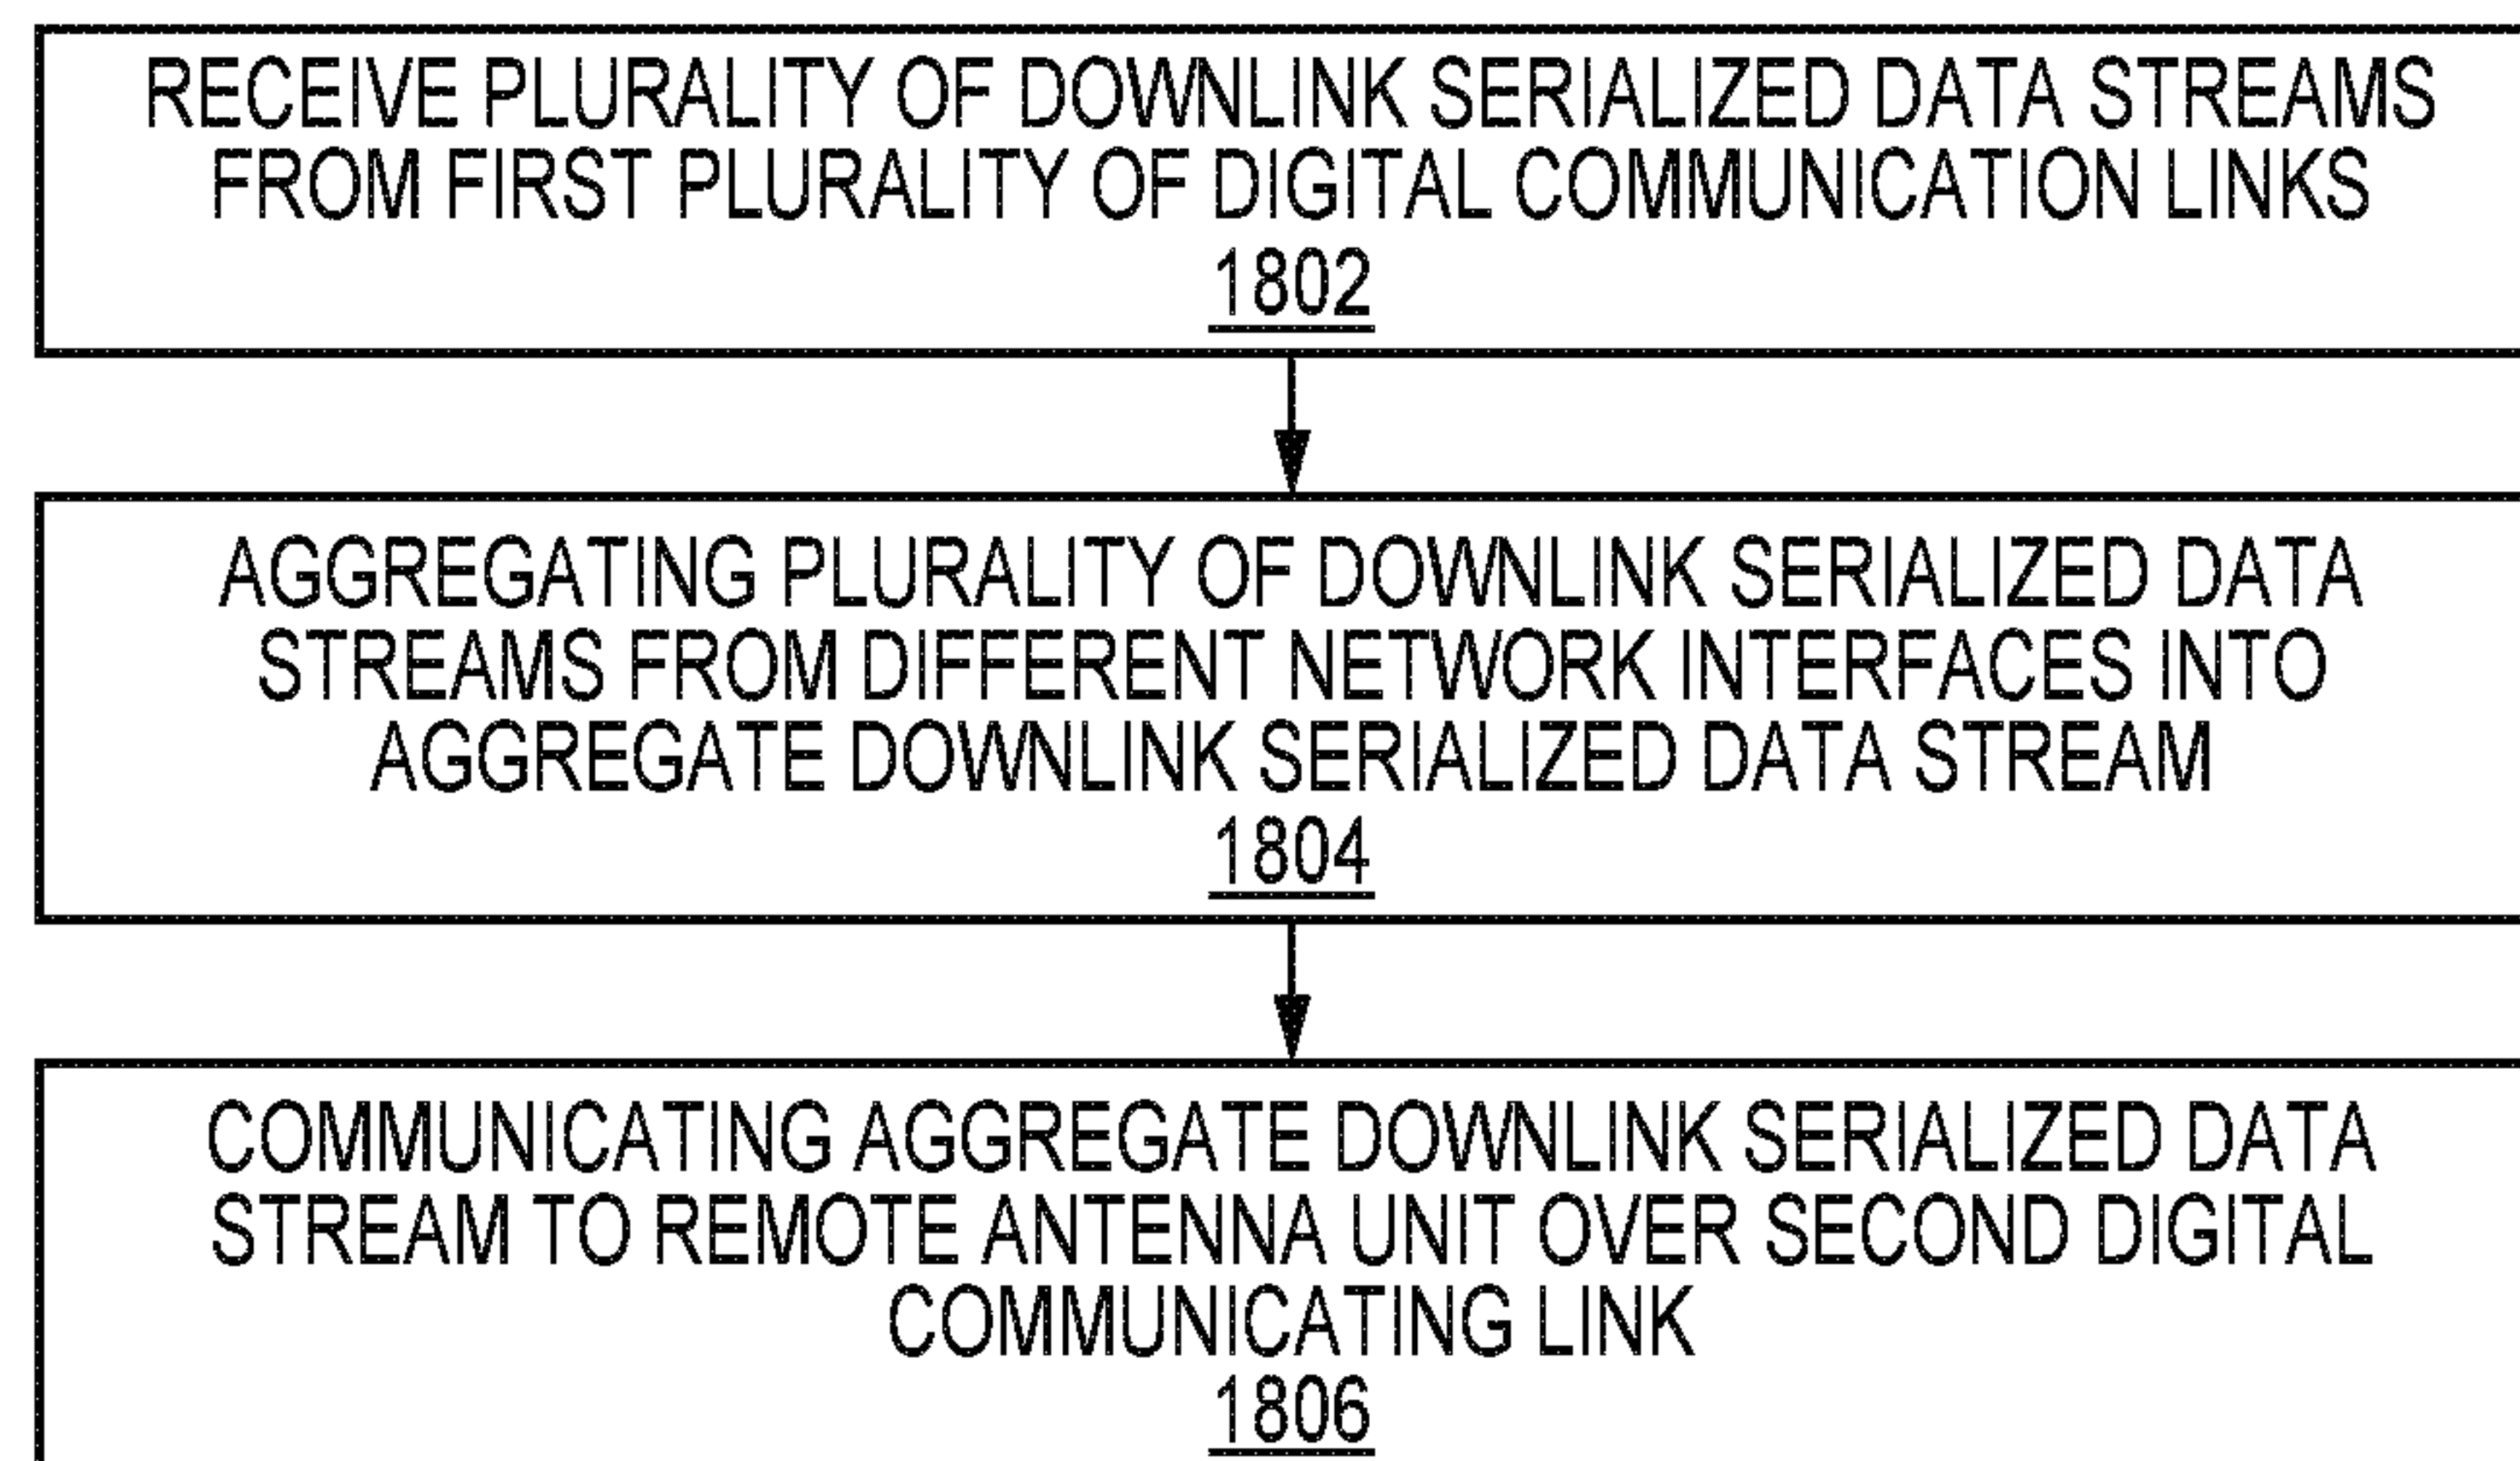 RECEIVE PLURALITY OF DOWNLINK SERIALIZED DATA STREAMS
FROM FIRST PLURALITY OF DIGITAL COMMUNICATION LINKS
1802
AGGREGATING PLURALITY OF DOWNLINK SERIALIZED DATA
STREAMS FROM DIFFERENT NETWORK INTERFACES INTO
AGGREGATE DOWNLINK SERIALIZED DATA STREAM
1804
COMMUNICATING AGGREGATE DOWNLINK SERIALIZED DATA
STREAM TO REMOTE ANTENNA UNIT OVER SECOND DIGITAL
COMMUNICATING LINK
1806